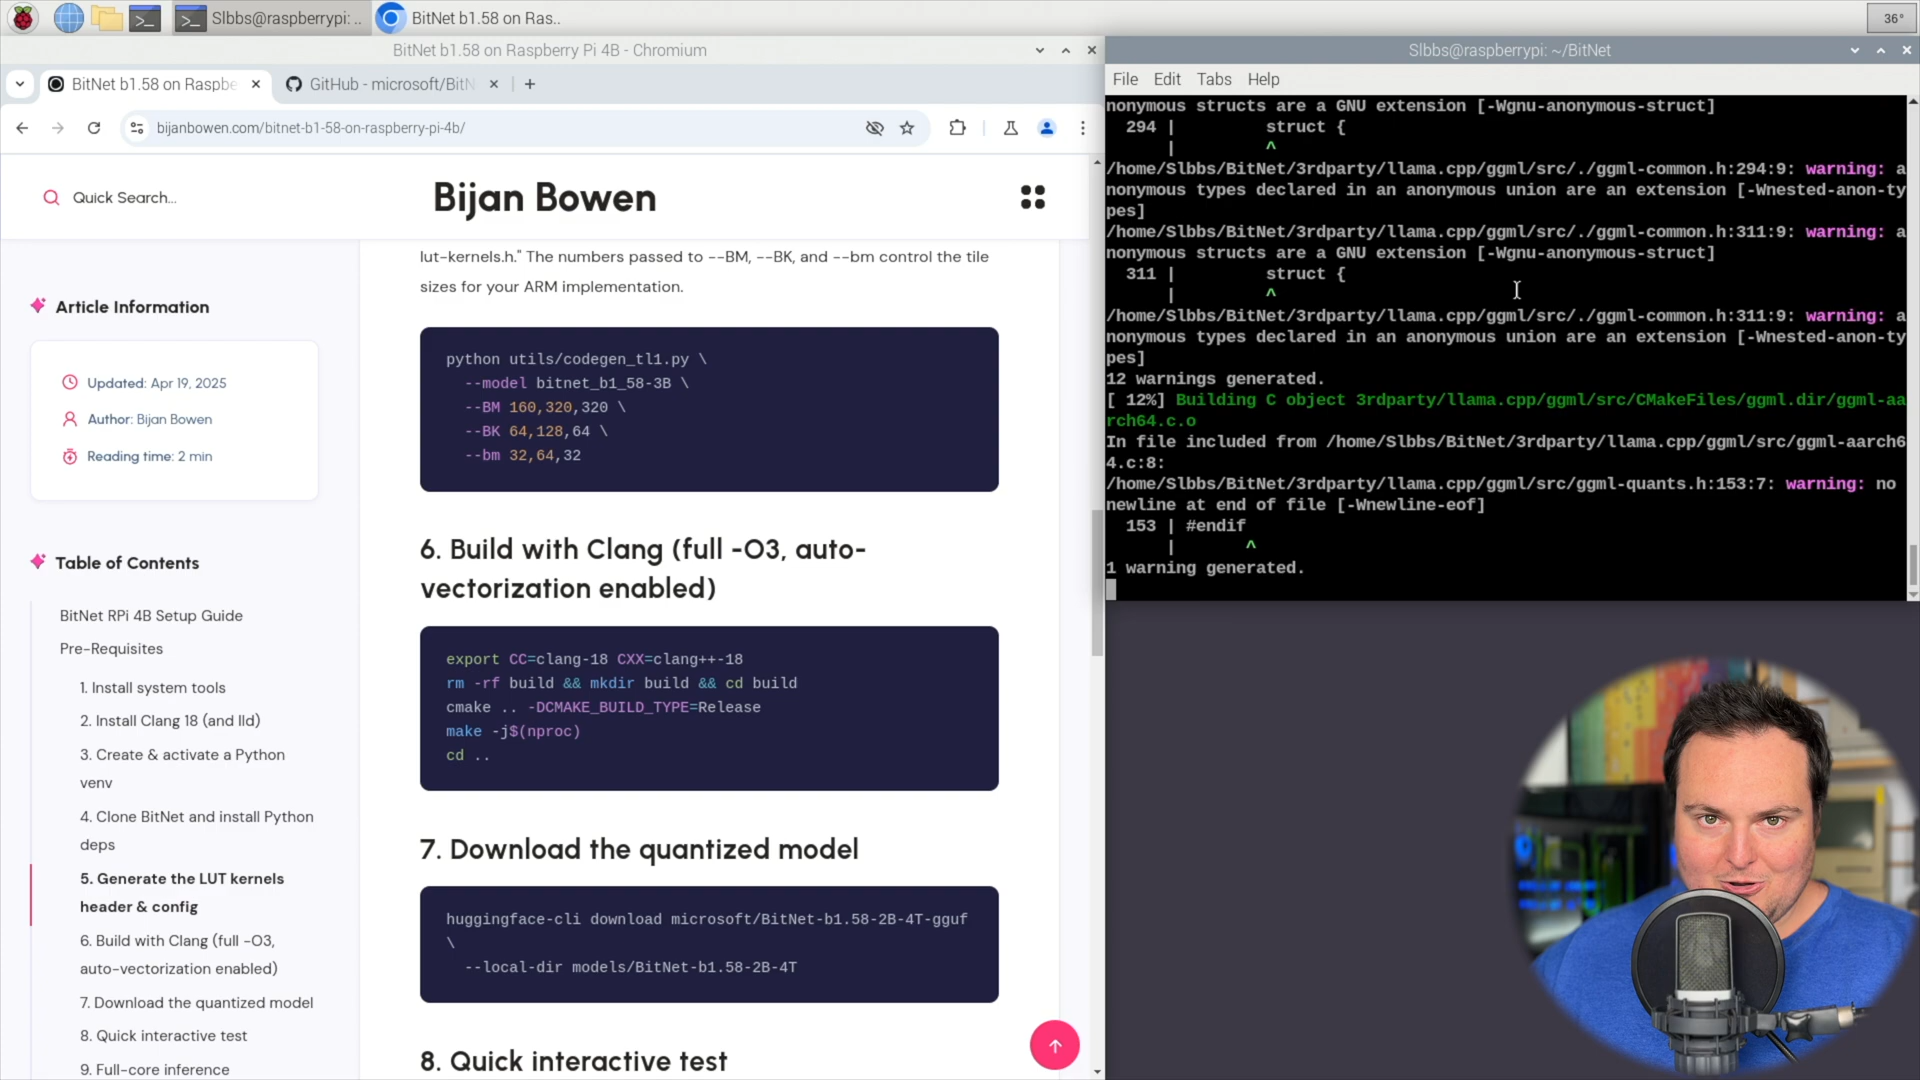 Slbbs@raspberrypi: ..
BitNet b1.58 on Ras..
36°
BitNet b1.58 on Raspberry Pi 4B - Chromium
BitNet b1.58 on Raspbe
GitHub - microsoft/BitN
bijanbowen.com/bitnet-b1-58-on-raspberry-pi-4b/
Quick Search...
Bijan Bowen
Article Information
Updated: Apr 19, 2025
Author: Bijan Bowen
Reading time: 2 min
Table of Contents
BitNet RPi 4B Setup Guide
Pre-Requisites
1. Install system tools
2. Install Clang 18 (and lld)
3. Create & activate a Python
venv
4. Clone BitNet and install Python
deps
5. Generate the LUT kernels
header & config
6. Build with Clang (full -O3,
auto-vectorization enabled)
7. Download the quantized model
8. Quick interactive test
9. Full-core inference
lut-kernels.h." The numbers passed to --BM, --BK, and --bm control the tile
sizes for your ARM implementation.
python utils/codegen_tl1.py \
--model bitnet_b1_58-3B \
--BM 160,320,320 \
--BK 64,128,64 \
--bm 32,64,32
6. Build with Clang (full -O3, auto-
vectorization enabled)
export CC=clang-18 CXX=clang++-18
rm -rf build && mkdir build && cd build
cmake .. -DCMAKE_BUILD_TYPE=Release
make -j$(nproc)
cd ..
7. Download the quantized model
huggingface-cli download microsoft/BitNet-b1.58-2B-4T-gguf
\
--local-dir models/BitNet-b1.58-2B-4T
8. Quick interactive test
Slbbs@raspberrypi: ~/BitNet
File Edit Tabs Help
nonymous structs are a GNU extension [-Wgnu-anonymous-struct]
294 | struct {
| ^
/home/Slbbs/BitNet/3rdparty/llama.cpp/ggml/src/./ggml-common.h:294:9: warning: a
nonymous types declared in an anonymous union are an extension [-Wnested-anon-ty
pes]
/home/Slbbs/BitNet/3rdparty/llama.cpp/ggml/src/./ggml-common.h:311:9: warning: a
nonymous structs are a GNU extension [-Wgnu-anonymous-struct]
311 | struct {
| ^
/home/Slbbs/BitNet/3rdparty/llama.cpp/ggml/src/./ggml-common.h:311:9: warning: a
nonymous types declared in an anonymous union are an extension [-Wnested-anon-ty
pes]
12 warnings generated.
[ 12%] Building C object 3rdparty/llama.cpp/ggml/src/CMakeFiles/ggml.dir/ggml-aa
rch64.c.o
In file included from /home/Slbbs/BitNet/3rdparty/llama.cpp/ggml/src/ggml-aarch6
4.c:8:
/home/Slbbs/BitNet/3rdparty/llama.cpp/ggml/src/ggml-quants.h:153:7: warning: no
newline at end of file [-Wnewline-eof]
153 | #endif
| ^
1 warning generated.